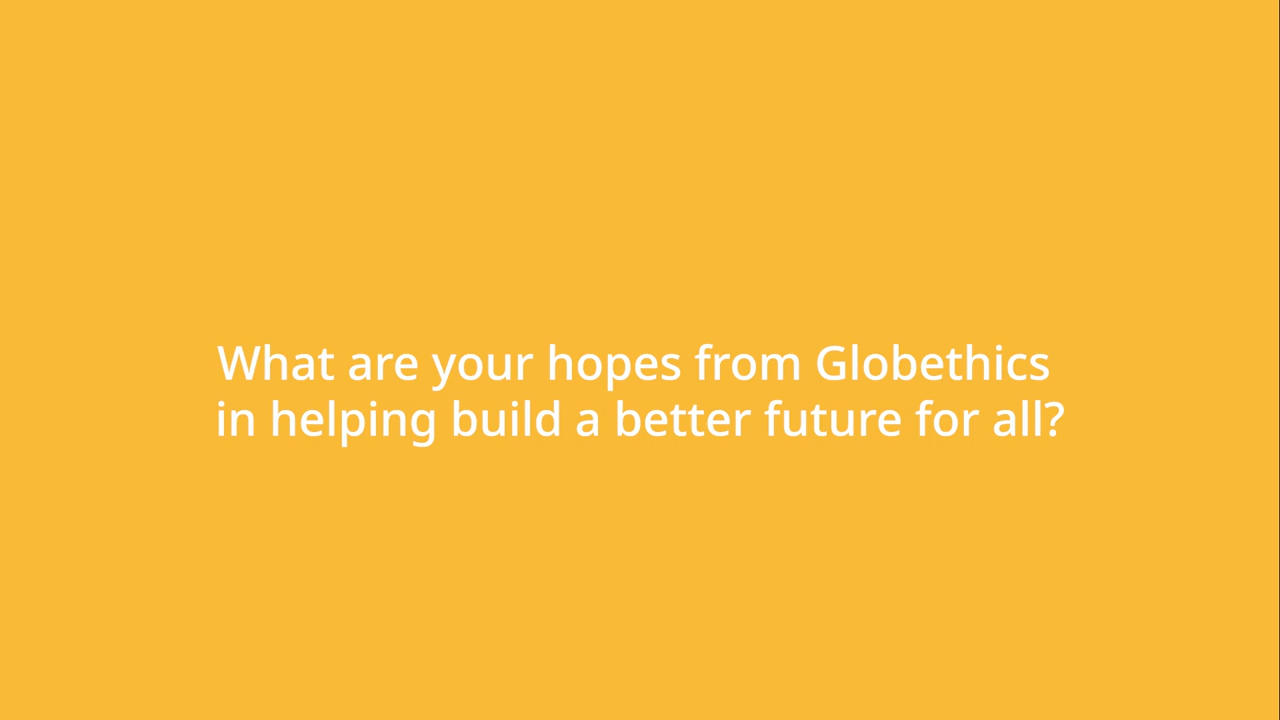 What are your hopes from Globethics
in helping build a better future for all?